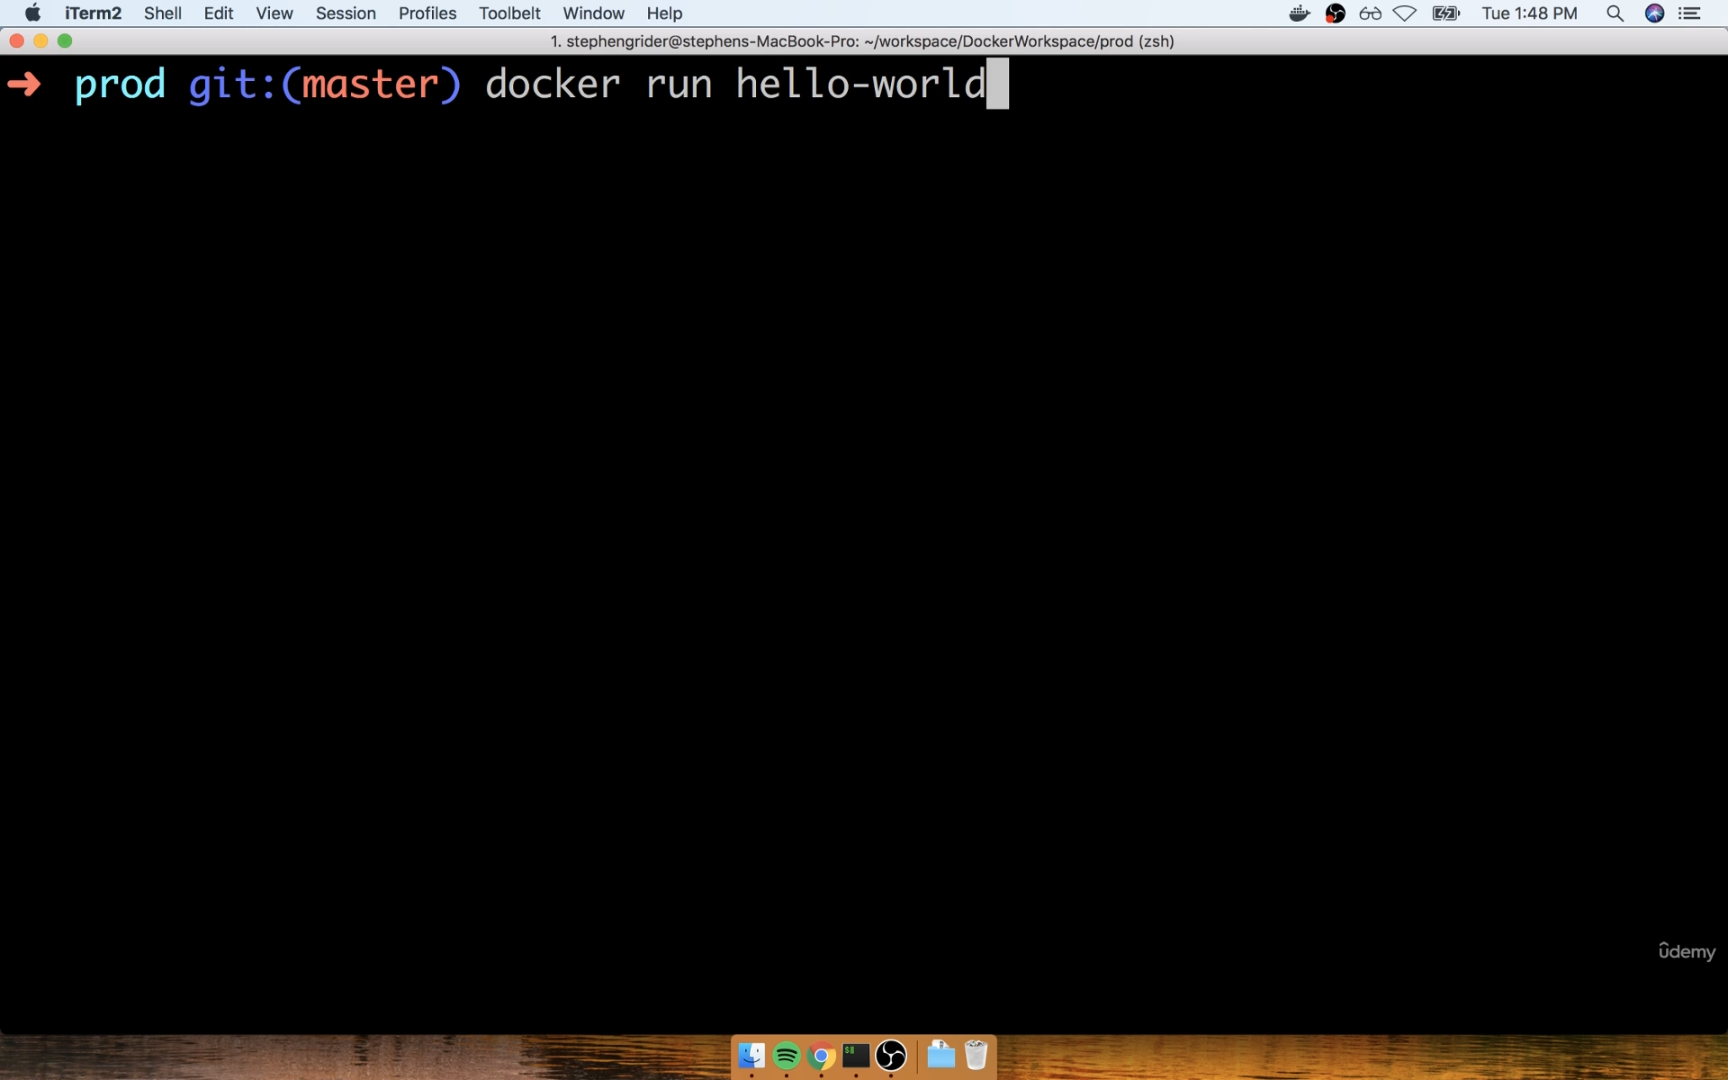 iTerm2 Shell Edit View Session Profiles Toolbelt Window Help Tue 1:48 PM
1. stephengrider@stephens-MacBook-Pro: ~/workspace/DockerWorkspace/prod (zsh)
➜ prod git:(master) docker run hello-world
ûdemy